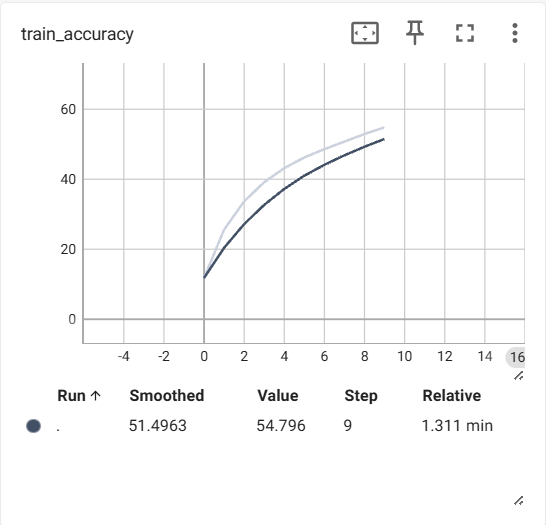 train_accuracy
60
40
20
0
-4 -2 0 2 4 6 8 10 12 14 16
Run Smoothed Value Step Relative
. 51.4963 54.796 9 1.311 min